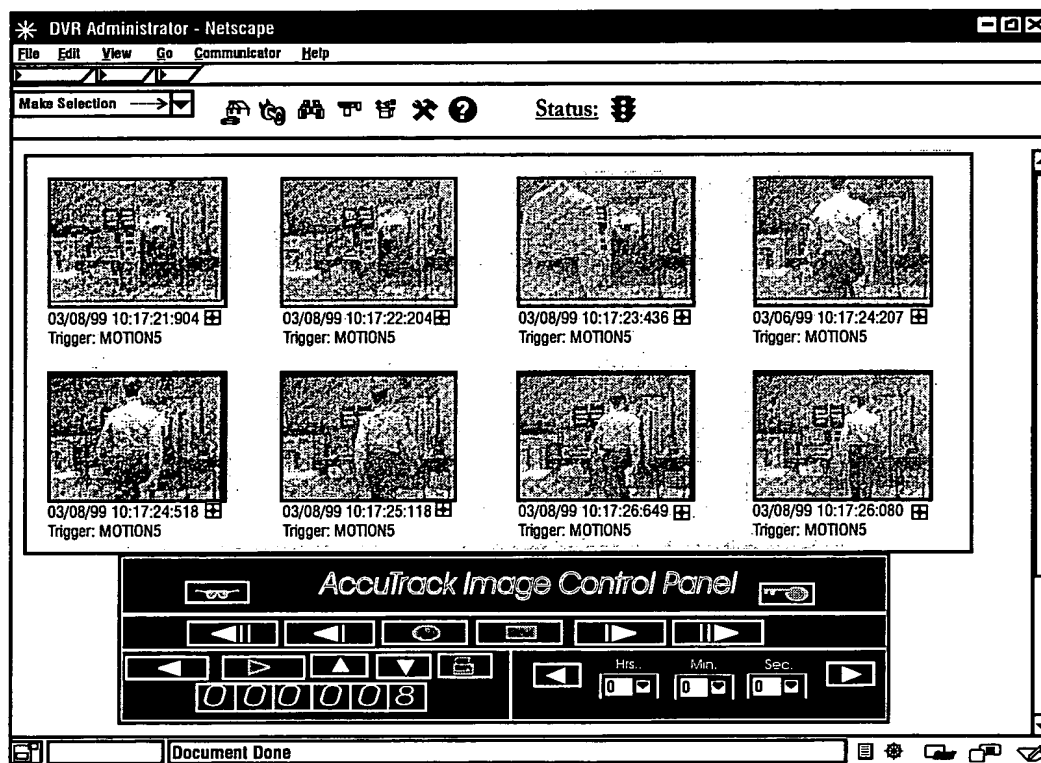 DVR Administrator - Netscape
File Edit View Go Communicator Help
Make Selection
Status:
03/08/99 10:17:21:904 03/08/99 10:17:22:204 03/08/99 10:17:23:436 03/06/99 10:17:24:207
Trigger: MOTION5 Trigger: MOTION5 Trigger: MOTION5 Trigger: MOTION5
03/08/99 10:17:24:518 03/08/99 10:17:25:118 03/08/99 10:17:26:649 03/08/99 10:17:26:080
Trigger: MOTION5 Trigger: MOTION5 Trigger: MOTION5 Trigger: MOTION5
AccuTrack Image Control Panel
Hrs.. Min. Sec.
0 0 0
000008
Document Done